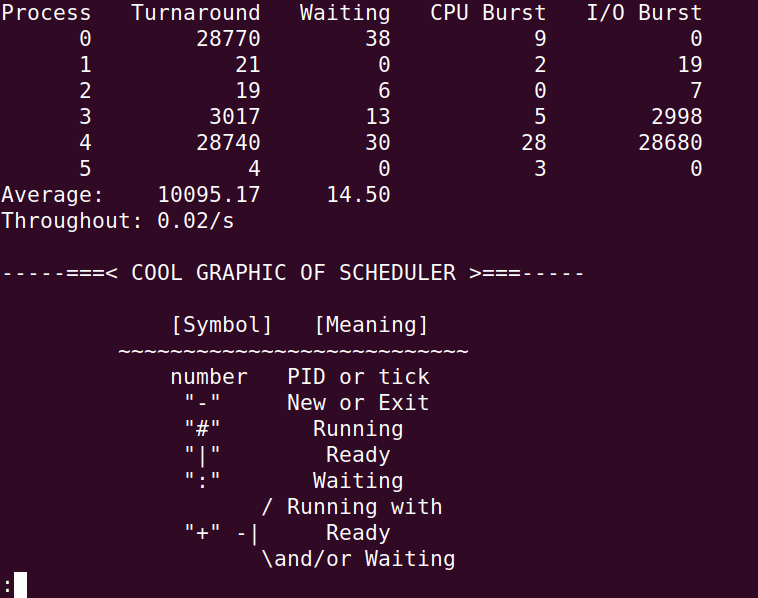 Process   Turnaround   Waiting   CPU Burst   I/O Burst
      0        28770        38           9           0
      1           21         0           2          19
      2           19         6           0           7
      3         3017        13           5        2998
      4        28740        30          28       28680
      5            4         0           3           0
Average:    10095.17     14.50
Throughout: 0.02/s
-----===< COOL GRAPHIC OF SCHEDULER >===-----
             [Symbol]   [Meaning]
         ~~~~~~~~~~~~~~~~~~~~~~~~~~~
             number   PID or tick
              "-"     New or Exit
              "#"       Running
              "|"        Ready
              ":"       Waiting
                    / Running with
              "+" -|     Ready
                    \and/or Waiting
: